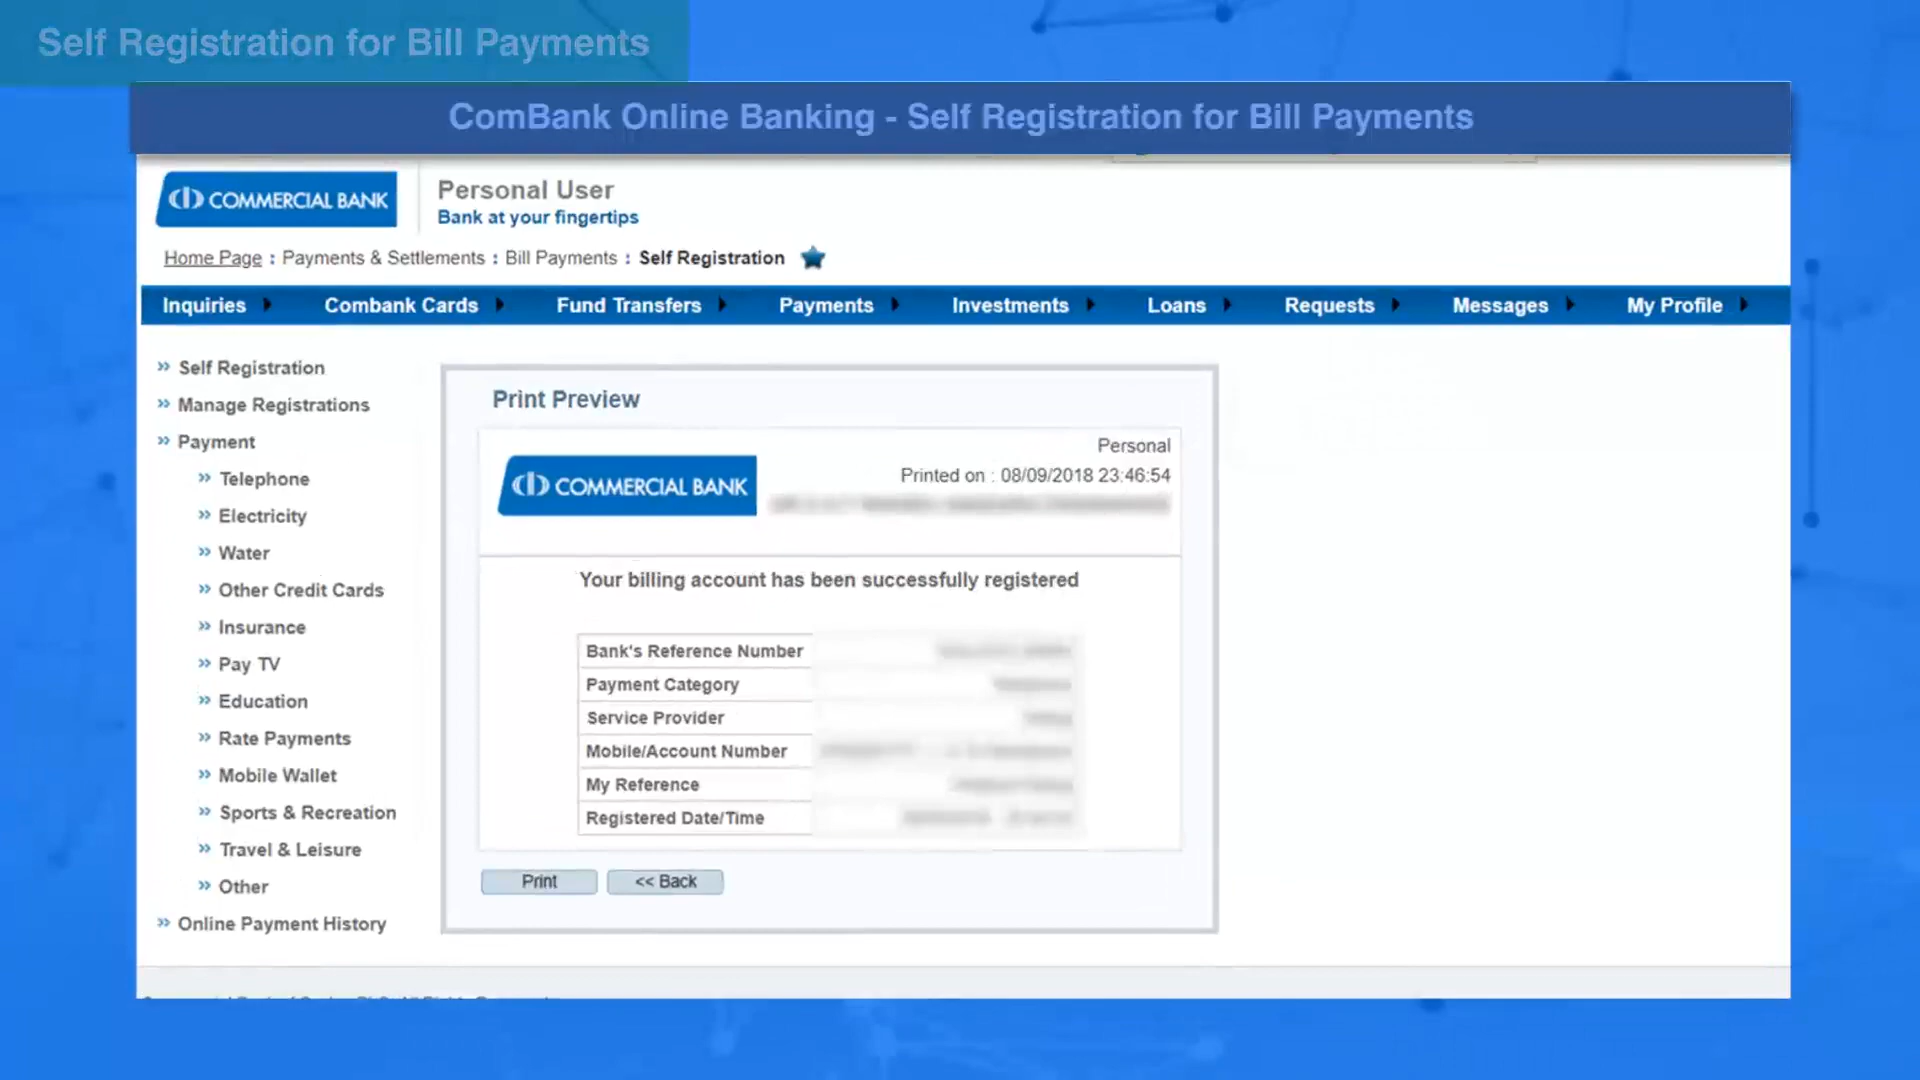 Self Registration for Bill Payments
ComBank Online Banking - Self Registration for Bill Payments
COMMERCIAL BANK
Personal User
Bank at your fingertips
Home Page : Payments & Settlements : Bill Payments : Self Registration
Inquiries Combank Cards Fund Transfers Payments Investments Loans Requests Messages My Profile
» Self Registration
» Manage Registrations
» Payment
» Telephone
» Electricity
» Water
» Other Credit Cards
» Insurance
» Pay TV
» Education
» Rate Payments
» Mobile Wallet
» Sports & Recreation
» Travel & Leisure
» Other
» Online Payment History
Print Preview
Personal
COMMERCIAL BANK
Printed on : 08/09/2018 23:46:54
Your billing account has been successfully registered
Bank's Reference Number
Payment Category
Service Provider
Mobile/Account Number
My Reference
Registered Date/Time
Print << Back